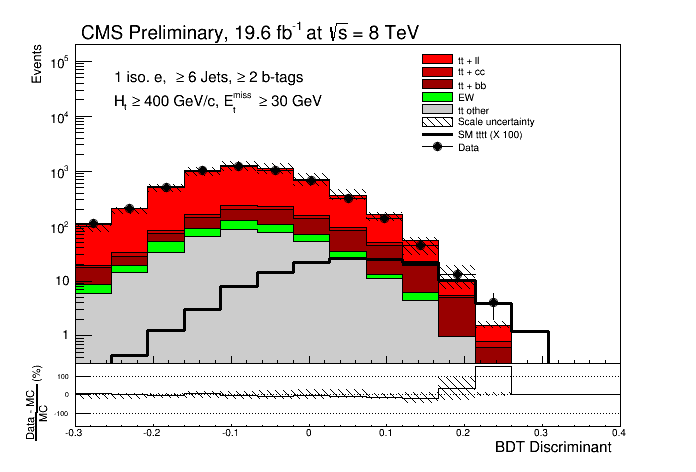 CMS Preliminary, 19.6 fb⁻¹ at √s = 8 TeV
Events
10⁵
10⁴
10³
10²
10
1
1 iso. e, ≥ 6 Jets, ≥ 2 b-tags
Hₜ ≥ 400 GeV/c, Eₜᵐⁱˢˢ ≥ 30 GeV
tt + ll
tt + cc
tt + bb
EW
tt other
Scale uncertainty
SM tttt (X 100)
Data
Data - MC
MC
(%)
100
0
-100
-0.3 -0.2 -0.1 0 0.1 0.2 0.3 0.4
BDT Discriminant